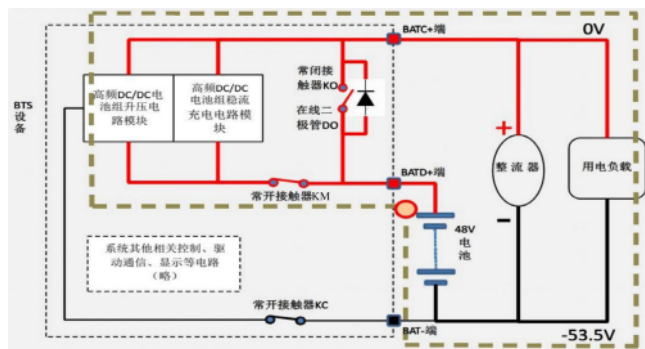 BATC+端
0V
高频DC/DC电
池组升压电
路模块
高频DC/DC
电池组稳流
充电电路模
块
常闭接
触器KO
在线二
极管DO
BTS
设备
+
整流器
-
用电负载
BATD+端
常开接触器KM
48V
电池
系统其他相关控制、驱
动通信、显示等电路
（略）
常开接触器KC
BAT-端
-53.5V